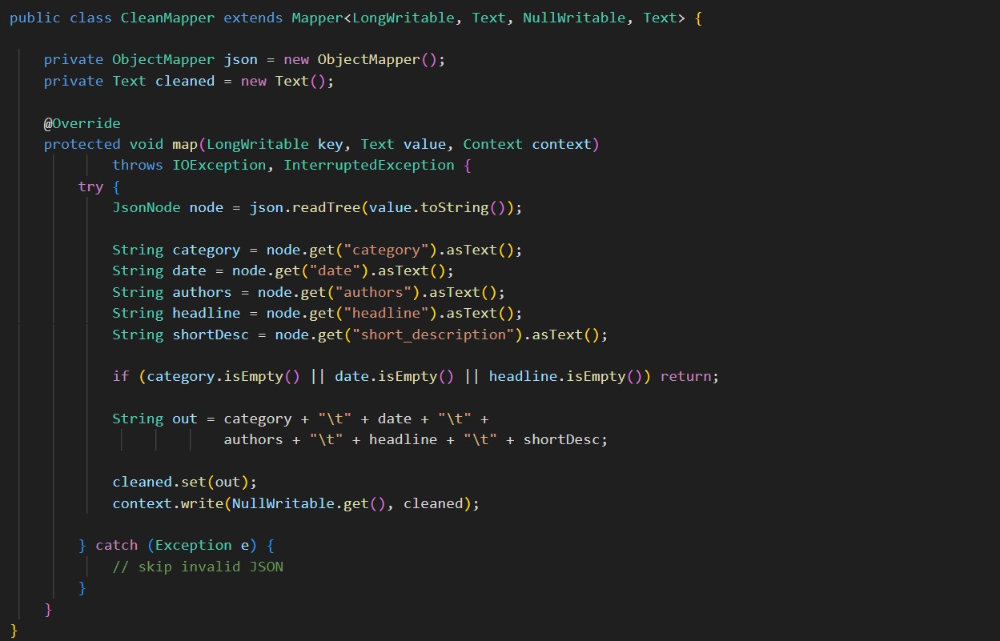 public class CleanMapper extends Mapper<LongWritable, Text, NullWritable, Text> {
private ObjectMapper json = new ObjectMapper();
private Text cleaned = new Text();
@Override
protected void map(LongWritable key, Text value, Context context)
throws IOException, InterruptedException {
try {
JsonNode node = json.readTree(value.toString());
String category = node.get("category").asText();
String date = node.get("date").asText();
String authors = node.get("authors").asText();
String headline = node.get("headline").asText();
String shortDesc = node.get("short_description").asText();
if (category.isEmpty() || date.isEmpty() || headline.isEmpty()) return;
String out = category + "\t" + date + "\t" +
authors + "\t" + headline + "\t" + shortDesc;
cleaned.set(out);
context.write(NullWritable.get(), cleaned);
} catch (Exception e) {
// skip invalid JSON
}
}
}